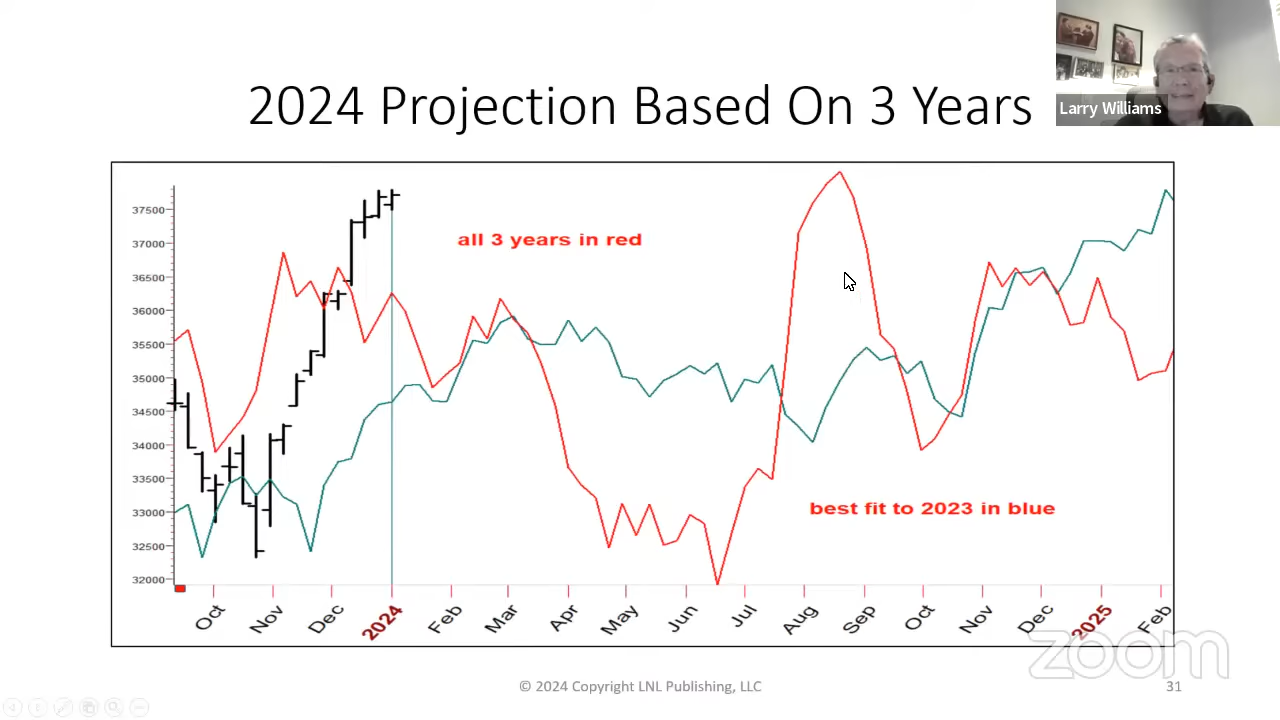 2024 Projection Based On 3 Years
Larry Williams
37500
37000
36500
36000
35500
35000
34500
34000
33500
33000
32500
32000
all 3 years in red
best fit to 2023 in blue
Oct
Nov
Dec
2024
Feb
Mar
Apr
May
Jun
Jul
Aug
Sep
Oct
Nov
Dec
2025
Feb
zoom
© 2024 Copyright LNL Publishing, LLC
31